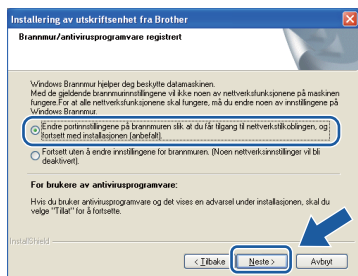 Installering av utskriftsenhet fra Brother
Brannmur/antivirusprogramvare registrert
Windows Brannmur hjelper deg beskytte datamaskinen.
Med de gjeldende brannmurinnstillingene vil ikke noen av nettverksfunksjonene på maskinen
fungere.For at alle nettverksfunksjonene skal fungere, må du endre noen av innstillingene på
Windows Brannmur.
Endre portinnstillingene på brannmuren slik at du får tilgang til nettverkstilkoblingen, og
fortsett med installasjonen (anbefalt).
Fortsett uten å endre innstillingene for brannmuren. (Noen nettverksinnstillinger vil bli
deaktivert).
For brukere av antivirusprogramvare:
Hvis du bruker antivirusprogramvare og det vises en advarsel under installasjonen, skal du
velge "Tillat" for å fortsette.
InstallShield
< Tilbake Neste > Avbryt